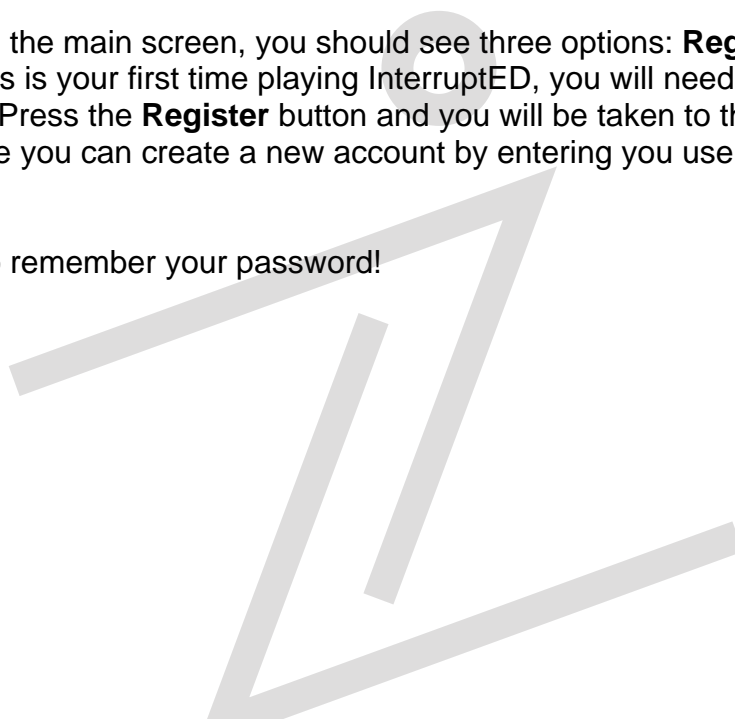 the main screen, you should see three options: Reg
s is your first time playing InterruptED, you will need
Press the Register button and you will be taken to th
e you can create a new account by entering you use
remember your password!